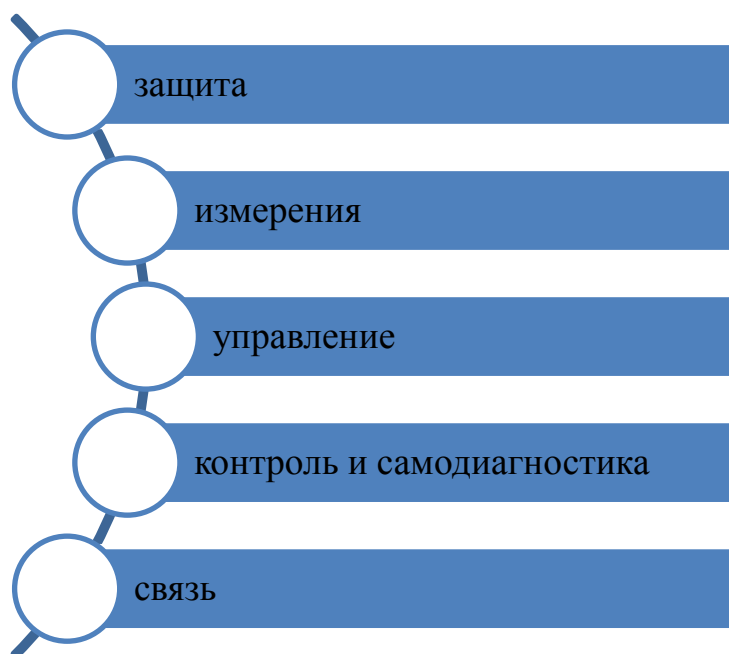 защита
измерения
управление
контроль и самодиагностика
связь